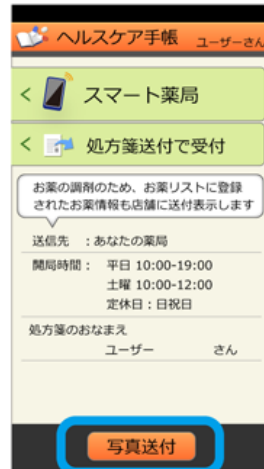 ヘルスケア手帳 ユーザーさん
< スマート薬局
< 処方箋送付で受付
お薬の調剤のため、お薬リストに登録
されたお薬情報も店舗に送付表示します
送信先 :あなたの薬局
開局時間: 平日 10:00-19:00
土曜 10:00-12:00
定休日:日祝日
処方箋のおなまえ
ユーザー さん
写真送付